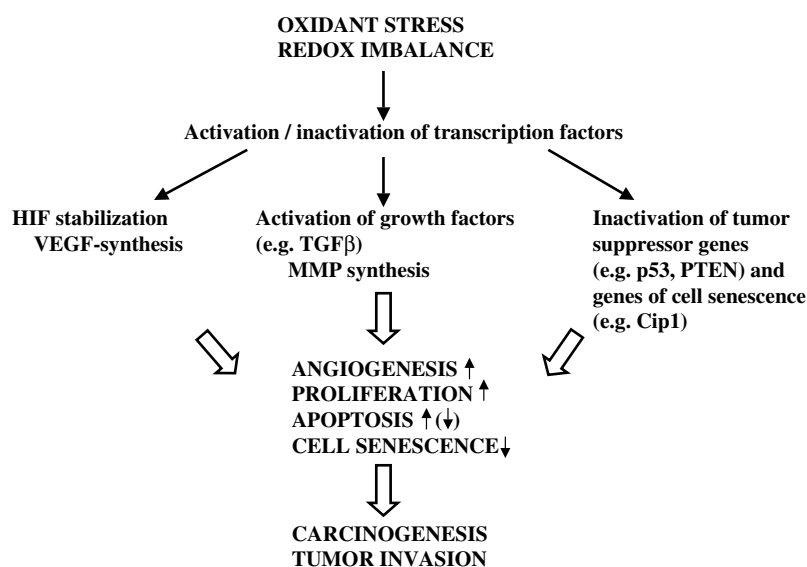 OXIDANT STRESS
REDOX IMBALANCE
Activation / inactivation of transcription factors
HIF stabilization
VEGF-synthesis
Activation of growth factors
(e.g. TGFβ)
MMP synthesis
Inactivation of tumor
suppressor genes
(e.g. p53, PTEN) and
genes of cell senescence
(e.g. Cip1)
ANGIOGENESIS ↑
PROLIFERATION ↑
APOPTOSIS ↑(↓)
CELL SENESCENCE↓
CARCINOGENESIS
TUMOR INVASION